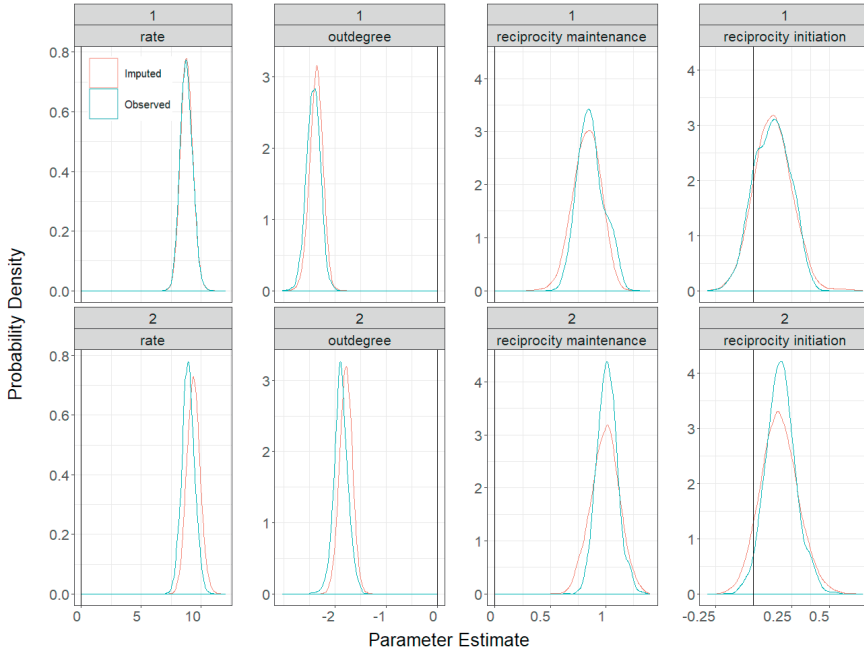 1 1 1 1
rate outdegree reciprocity maintenance reciprocity initiation
0.8 0.6 0.4 0.2 0.0
Imputed
Observed
3 2 1 0
4 3 2 1 0
4 3 2 1 0
Probability Density
2 2 2 2
rate outdegree reciprocity maintenance reciprocity initiation
0.8 0.6 0.4 0.2 0.0
3 2 1 0
4 3 2 1 0
4 3 2 1 0
0 5 10 -2 0 0 0.5 1 -0.25 0.25 0.5
Parameter Estimate